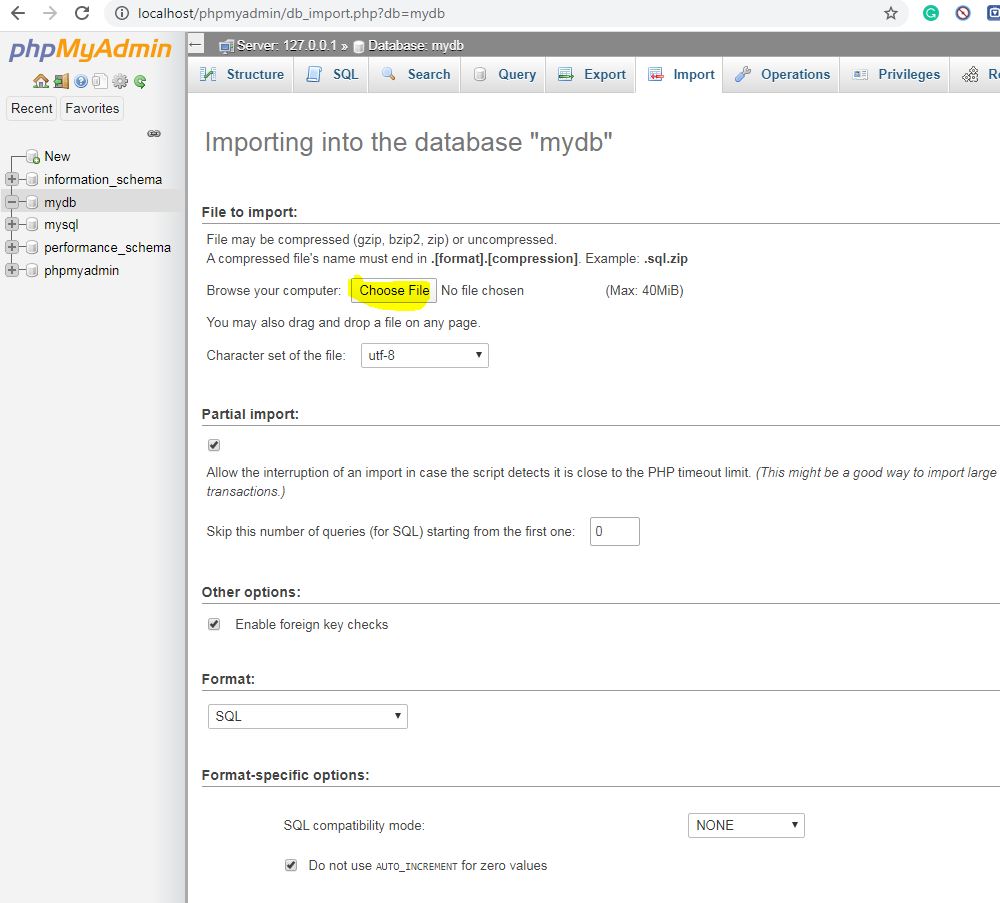 localhost/phpmyadmin/db_import.php?db=mydb
phpMyAdmin
Recent Favorites
New
information_schema
mydb
mysql
performance_schema
phpmyadmin
Server: 127.0.0.1 » Database: mydb
Structure SQL Search Query Export Import Operations Privileges
Importing into the database "mydb"
File to import:
File may be compressed (gzip, bzip2, zip) or uncompressed.
A compressed file's name must end in .[format].[compression]. Example: .sql.zip
Browse your computer: Choose File No file chosen (Max: 40MiB)
You may also drag and drop a file on any page.
Character set of the file: utf-8
Partial import:
Allow the interruption of an import in case the script detects it is close to the PHP timeout limit. (This might be a good way to import large
transactions.)
Skip this number of queries (for SQL) starting from the first one: 0
Other options:
Enable foreign key checks
Format:
SQL
Format-specific options:
SQL compatibility mode: NONE
Do not use AUTO_INCREMENT for zero values